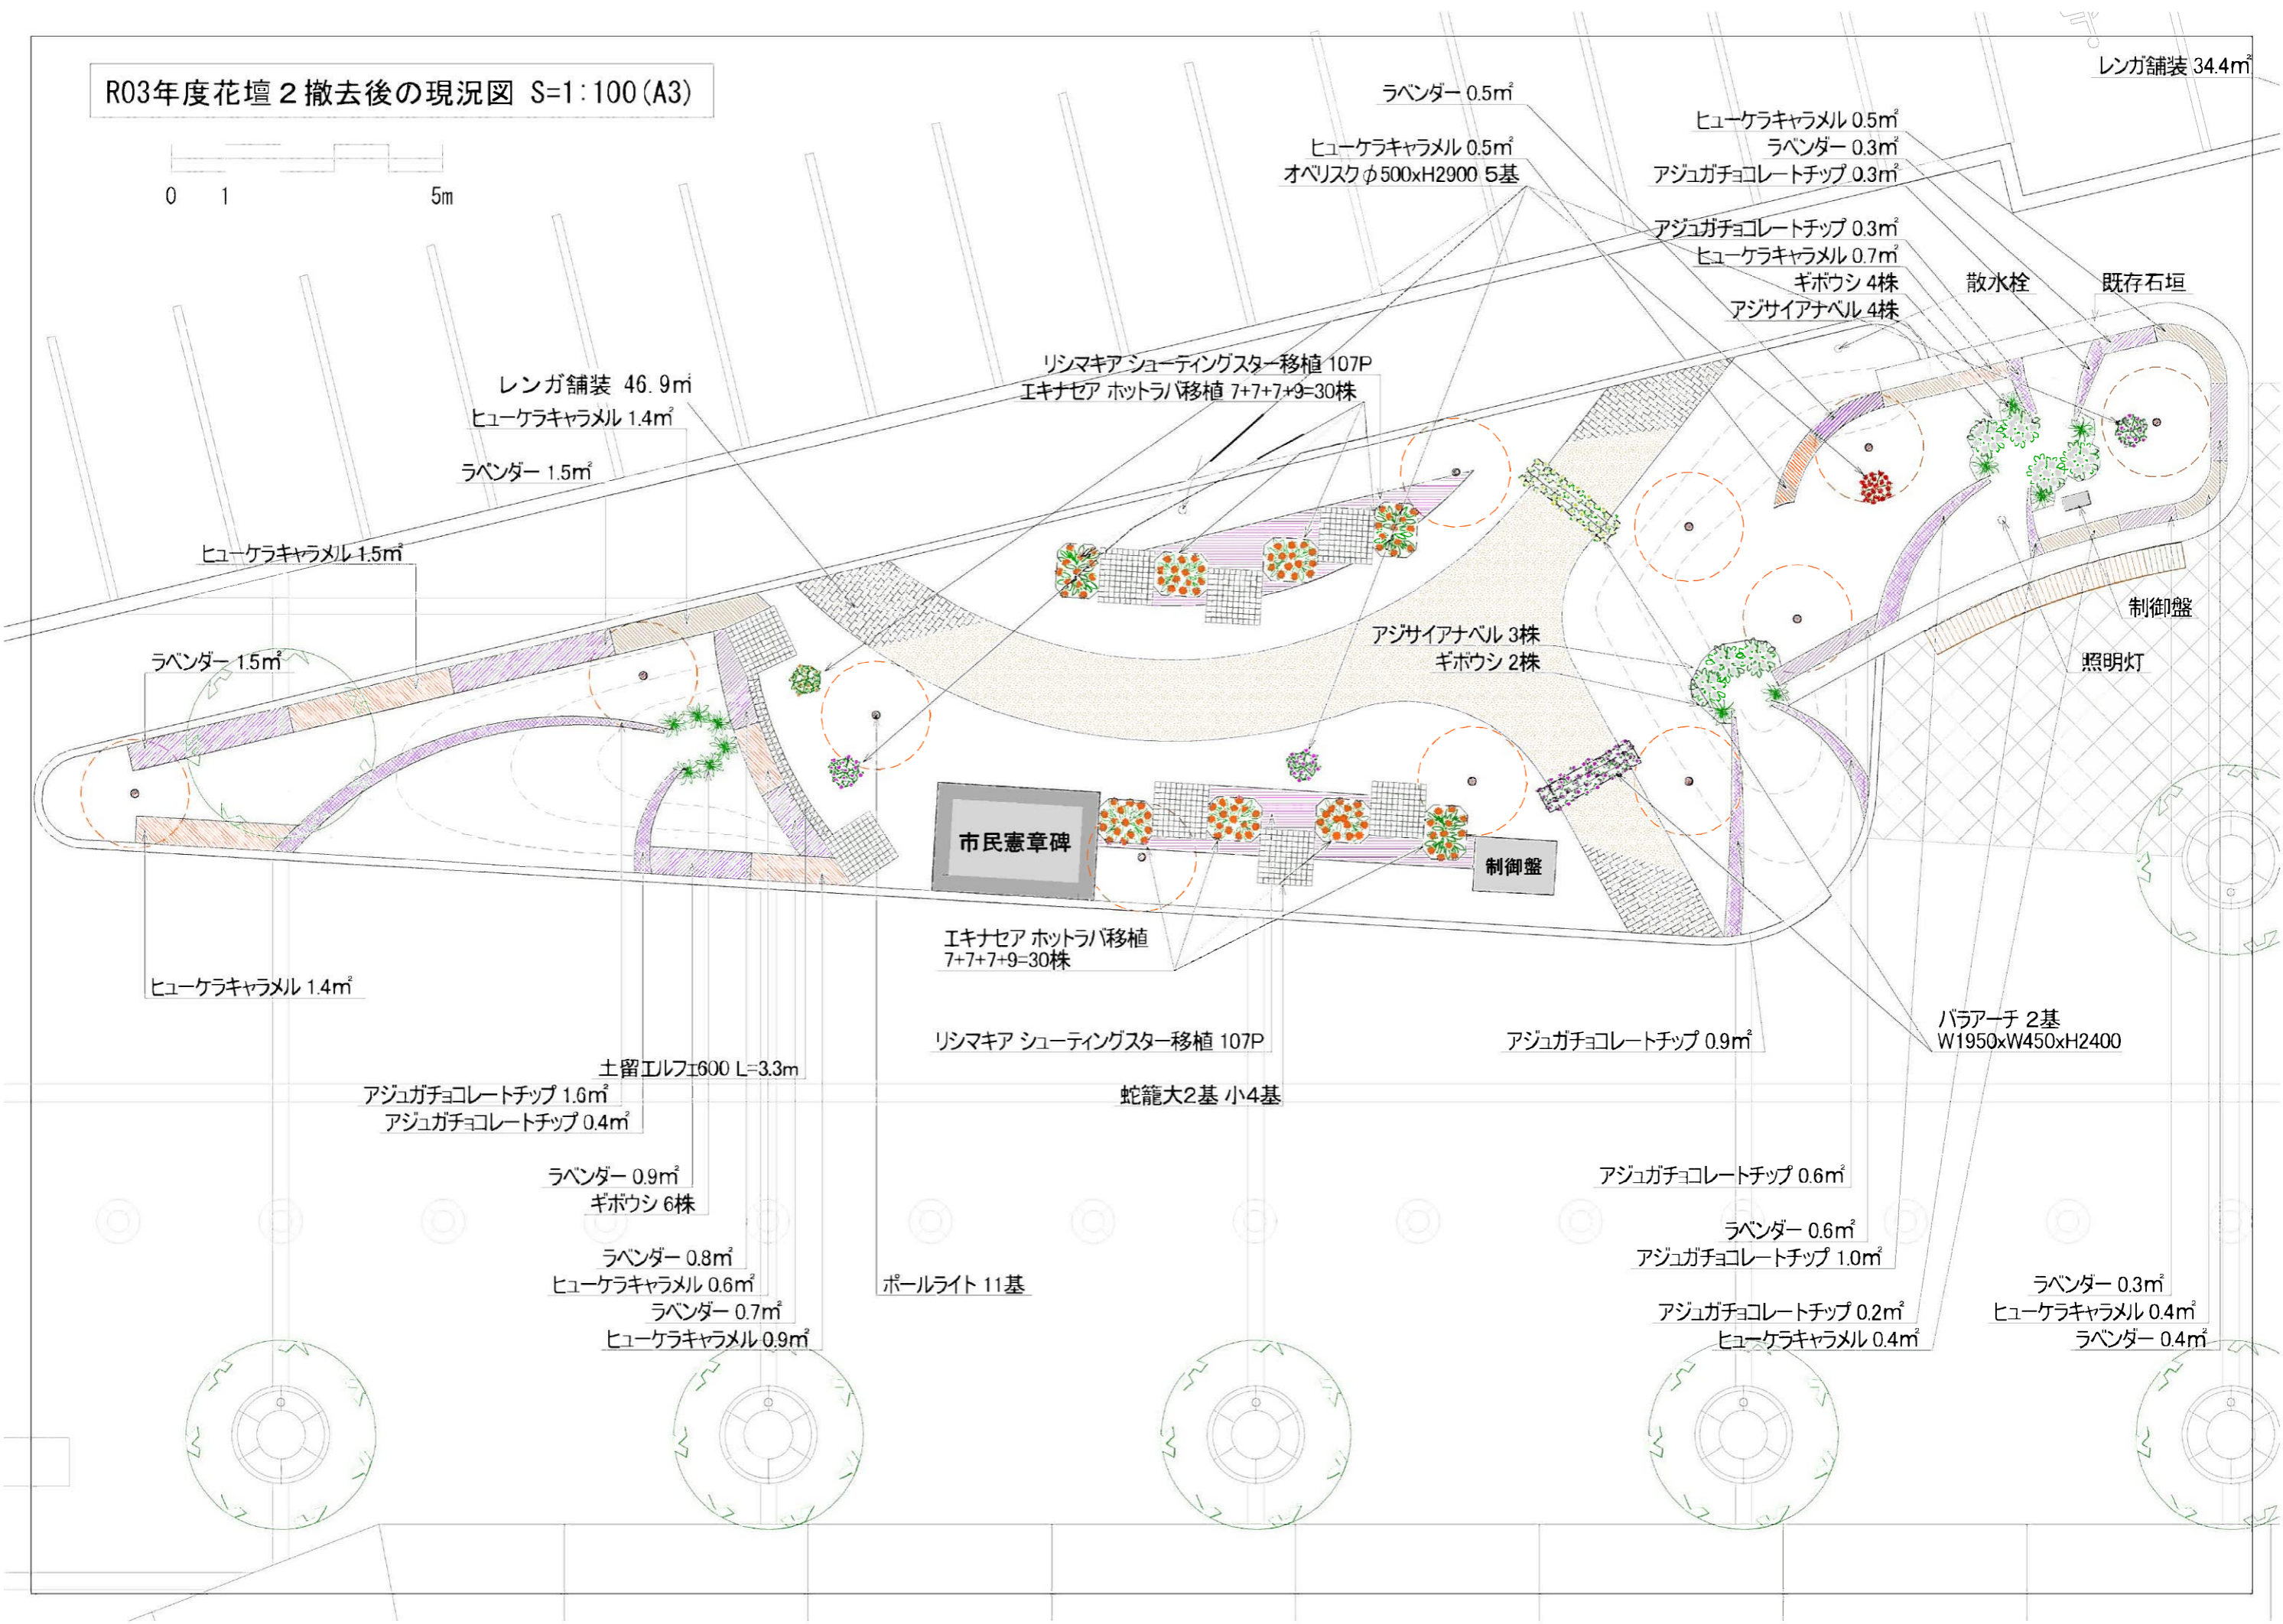 R03年度花壇２撤去後の現況図 S=1:100(A3)
0 1 5m
レンガ舗装 34.4㎡
ラベンダー 0.5㎡
ヒューケラキャラメル 0.5㎡
オベリスクφ500xH2900 5基
ヒューケラキャラメル 0.5㎡
ラベンダー 0.3㎡
アジュガチョコレートチップ 0.3㎡
アジュガチョコレートチップ 0.3㎡
ヒューケラキャラメル 0.7㎡
ギボウシ 4株
アジサイアナベル 4株
散水栓
既存石垣
リシマキア シューティングスター移植 107P
エキナセア ホットラバ移植 7+7+7+9=30株
レンガ舗装 46.9㎡
ヒューケラキャラメル 1.4㎡
ラベンダー 1.5㎡
ヒューケラキャラメル 1.5㎡
ラベンダー 1.5㎡
アジサイアナベル 3株
ギボウシ 2株
制御盤
照明灯
市民憲章碑
制御盤
エキナセア ホットラバ移植
7+7+7+9=30株
ヒューケラキャラメル 1.4㎡
リシマキア シューティングスター移植 107P
アジュガチョコレートチップ 0.9㎡
バラアーチ 2基
W1950xW450xH2400
土留エルフェ600 L=3.3m
アジュガチョコレートチップ 1.6㎡
アジュガチョコレートチップ 0.4㎡
蛇籠大2基 小4基
ラベンダー 0.9㎡
ギボウシ 6株
アジュガチョコレートチップ 0.6㎡
ラベンダー 0.8㎡
ヒューケラキャラメル 0.6㎡
ラベンダー 0.7㎡
ヒューケラキャラメル 0.9㎡
ポールライト 11基
ラベンダー 0.6㎡
アジュガチョコレートチップ 1.0㎡
アジュガチョコレートチップ 0.2㎡
ヒューケラキャラメル 0.4㎡
ラベンダー 0.3㎡
ヒューケラキャラメル 0.4㎡
ラベンダー 0.4㎡